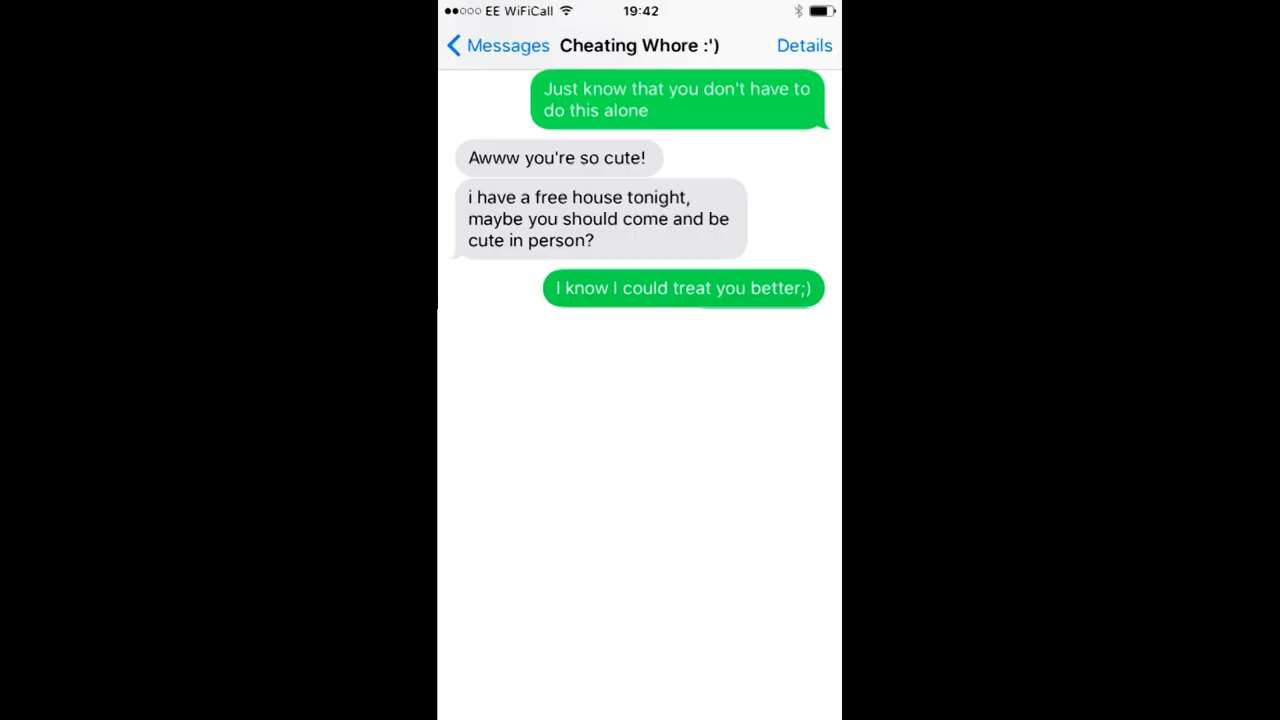 EE WiFiCall 19:42
Messages Cheating Whore :') Details
Just know that you don't have to
do this alone
Awww you're so cute!
i have a free house tonight,
maybe you should come and be
cute in person?
I know I could treat you better;)